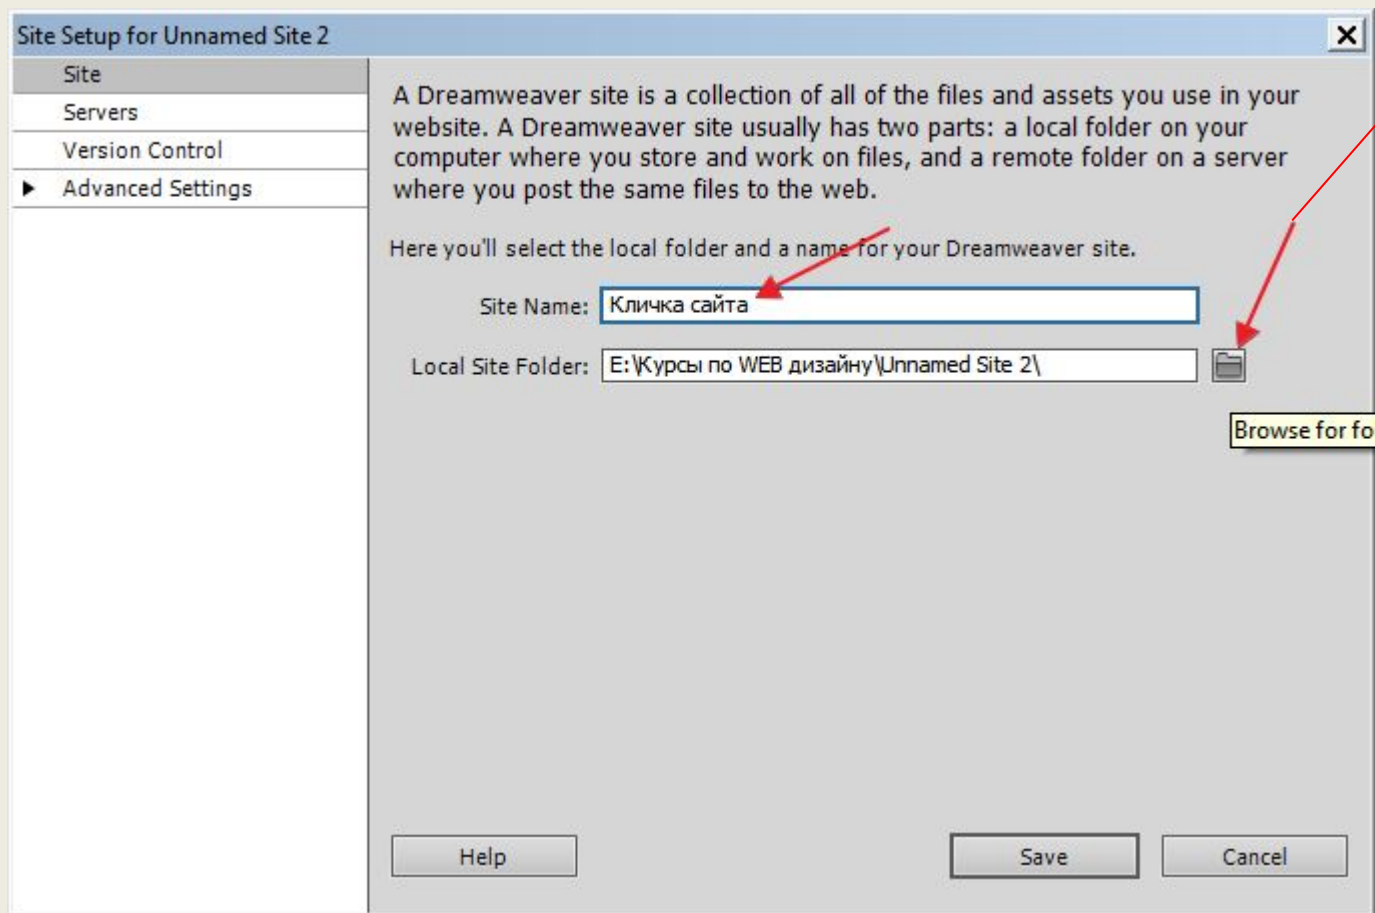 Site Setup for Unnamed Site 2
Site
Servers
Version Control
Advanced Settings
A Dreamweaver site is a collection of all of the files and assets you use in your
website. A Dreamweaver site usually has two parts: a local folder on your
computer where you store and work on files, and a remote folder on a server
where you post the same files to the web.
Here you'll select the local folder and a name for your Dreamweaver site.
Site Name: Кличка сайта
Local Site Folder: E:\Курсы по WEB дизайну\Unnamed Site 2\
Browse for fo
Help Save Cancel